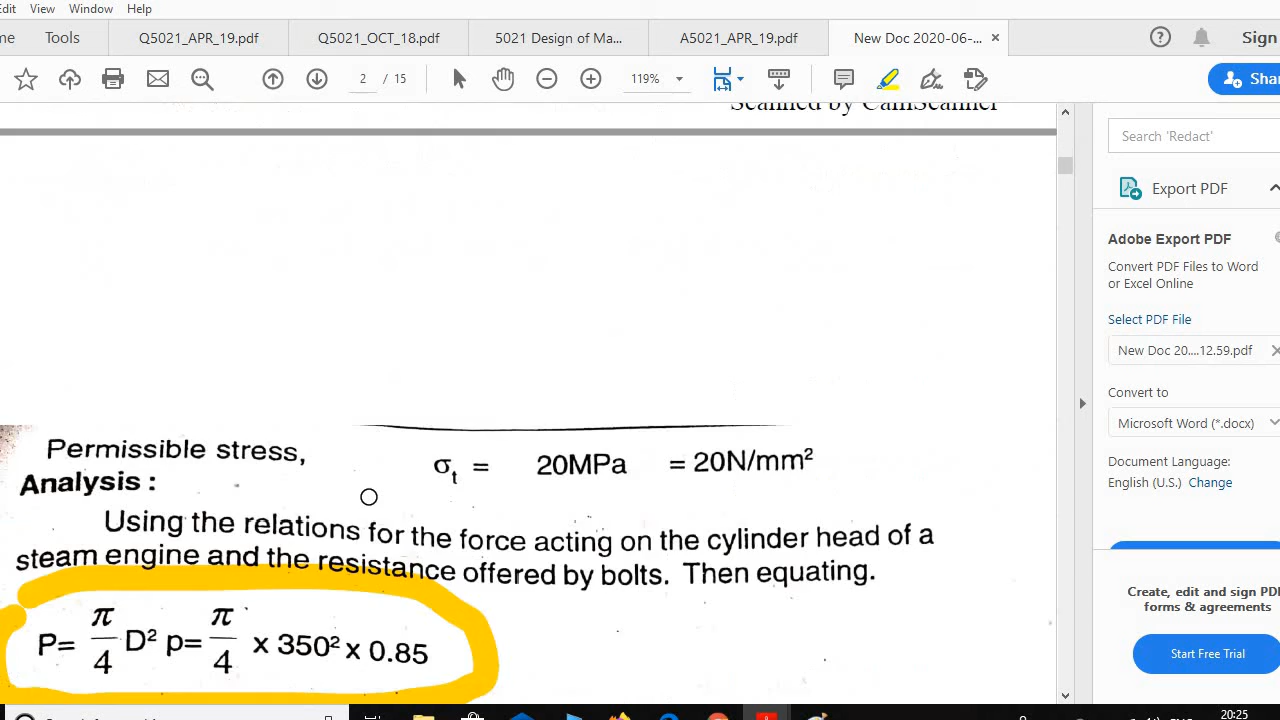 Edit View Window Help
Tools Q5021_APR_19.pdf Q5021_OCT_18.pdf 5021 Design of Ma... A5021_APR_19.pdf New Doc 2020-06-... × ? Sign
2 / 15 119%
Scanned by CamScanner
Search 'Redact'
Export PDF
Adobe Export PDF
Convert PDF Files to Word
or Excel Online
Select PDF File
New Doc 20....12.59.pdf ×
Convert to
Microsoft Word (*.docx)
Document Language:
English (U.S.) Change
Create, edit and sign PD
forms & agreements
Start Free Trial
Permissible stress, σt = 20MPa = 20N/mm²
Analysis :
Using the relations for the force acting on the cylinder head of a
steam engine and the resistance offered by bolts. Then equating.
P= π/4 D² p= π/4 x 350² x 0.85
20:25